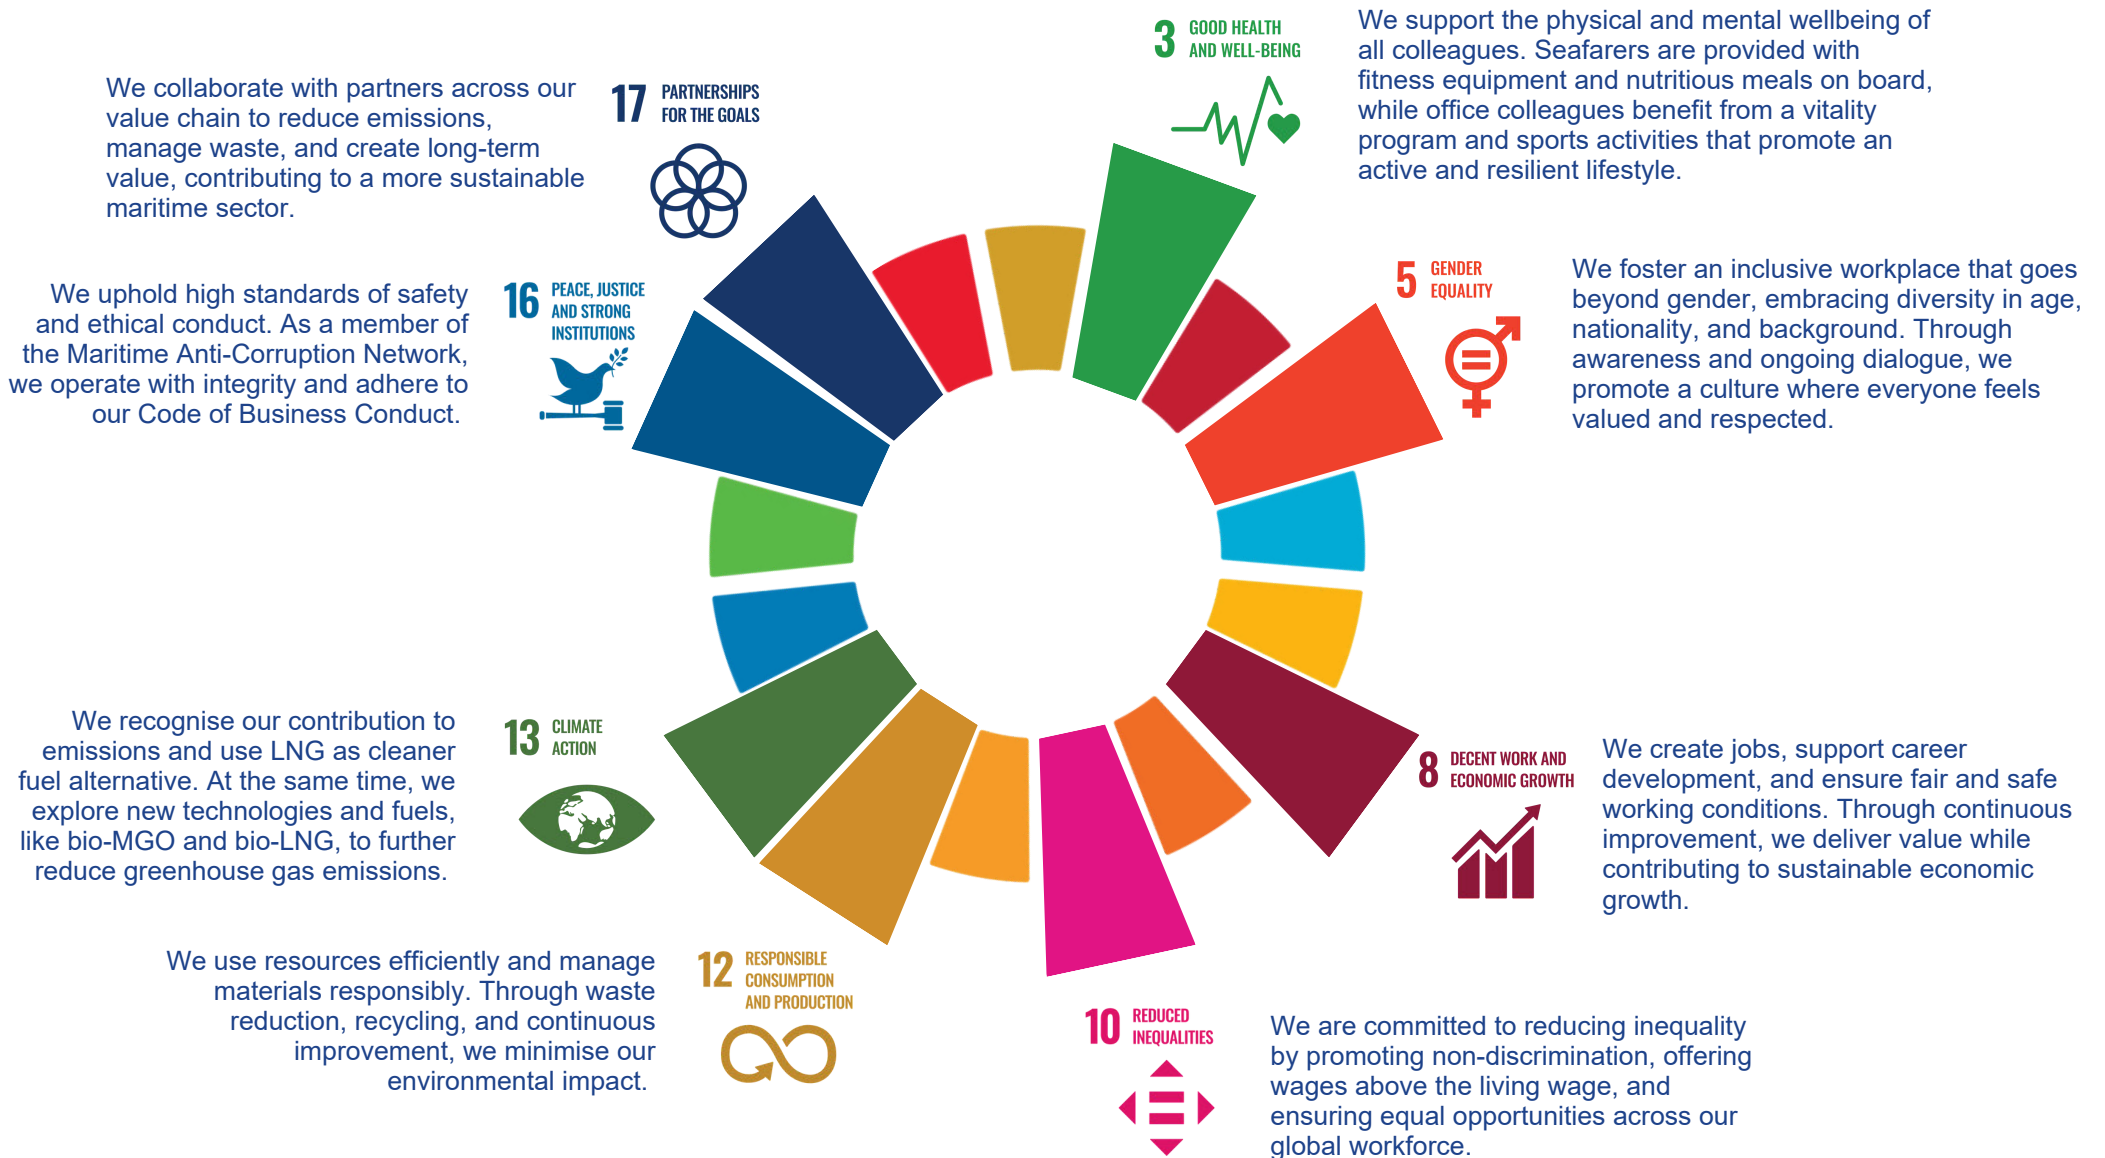 3 GOOD HEALTH
AND WELL-BEING
We support the physical and mental wellbeing of
all colleagues. Seafarers are provided with
fitness equipment and nutritious meals on board,
while office colleagues benefit from a vitality
program and sports activities that promote an
active and resilient lifestyle.
5 GENDER
EQUALITY
We foster an inclusive workplace that goes
beyond gender, embracing diversity in age,
nationality, and background. Through
awareness and ongoing dialogue, we
promote a culture where everyone feels
valued and respected.
8 DECENT WORK AND
ECONOMIC GROWTH
We create jobs, support career
development, and ensure fair and safe
working conditions. Through continuous
improvement, we deliver value while
contributing to sustainable economic
growth.
10 REDUCED
INEQUALITIES
We are committed to reducing inequality
by promoting non-discrimination, offering
wages above the living wage, and
ensuring equal opportunities across our
global workforce.
12 RESPONSIBLE
CONSUMPTION
AND PRODUCTION
We use resources efficiently and manage
materials responsibly. Through waste
reduction, recycling, and continuous
improvement, we minimise our
environmental impact.
13 CLIMATE
ACTION
We recognise our contribution to
emissions and use LNG as cleaner
fuel alternative. At the same time, we
explore new technologies and fuels,
like bio-MGO and bio-LNG, to further
reduce greenhouse gas emissions.
16 PEACE, JUSTICE
AND STRONG
INSTITUTIONS
We uphold high standards of safety
and ethical conduct. As a member of
the Maritime Anti-Corruption Network,
we operate with integrity and adhere to
our Code of Business Conduct.
17 PARTNERSHIPS
FOR THE GOALS
We collaborate with partners across our
value chain to reduce emissions,
manage waste, and create long-term
value, contributing to a more sustainable
maritime sector.